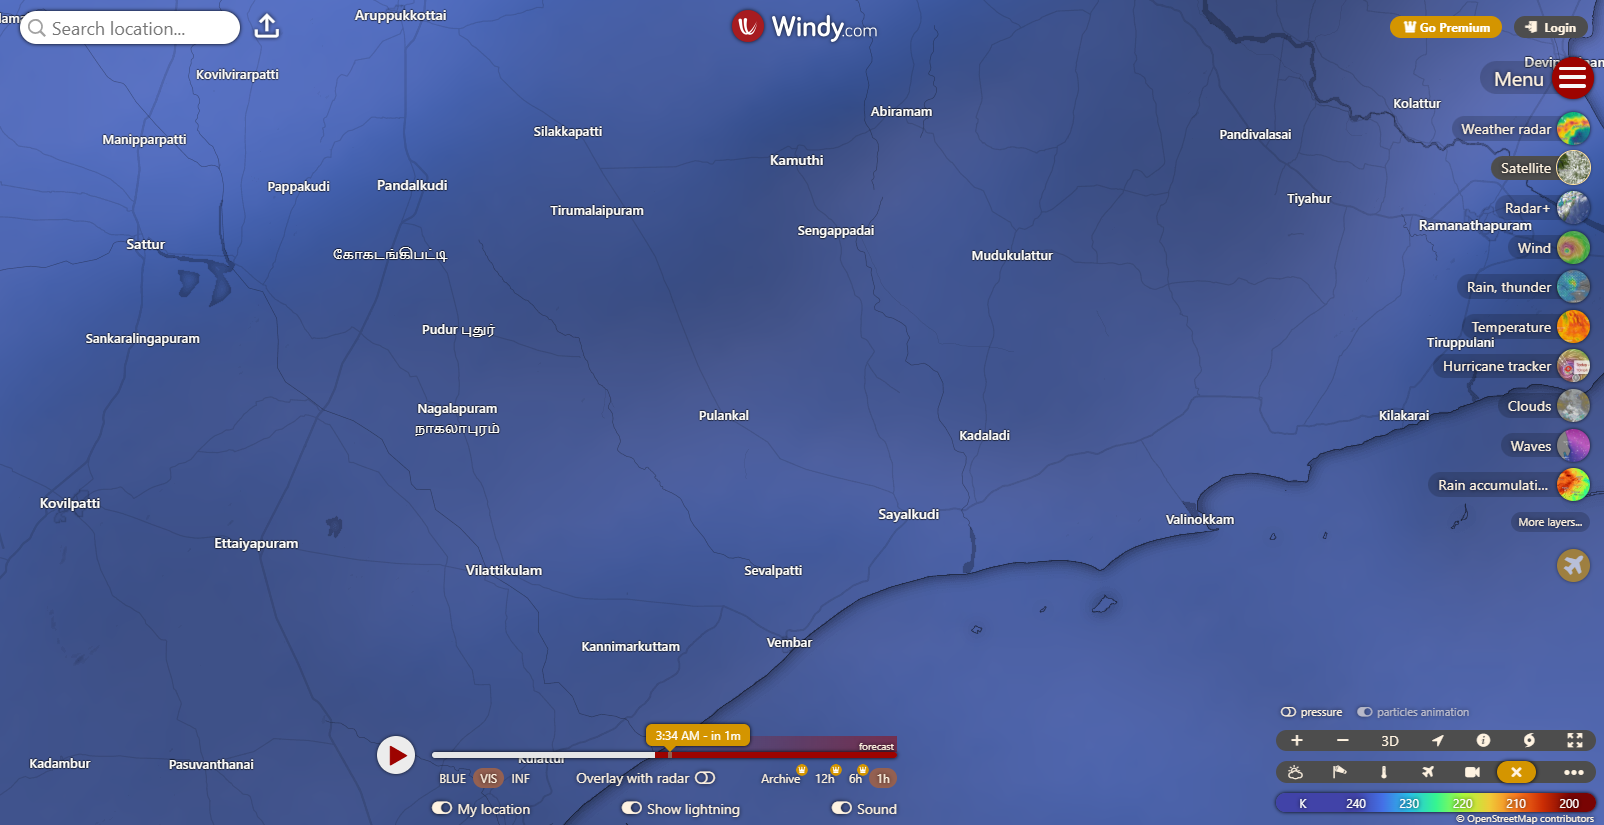 Search location...
Aruppukkottai
Windy.com
Go Premium
Login
Menu
Kovilvirarpatti
Kolattur
Abiramam
Manipparpatti
Silakkapatti
Pandivalasai
Weather radar
Kamuthi
Satellite
Pappakudi
Pandalkudi
Tiyahur
Radar+
Tirumalaipuram
Ramanathapuram
Sengappadai
Sattur
கோகடங்கிபட்டி
Mudukulattur
Wind
Rain, thunder
Sankaralingapuram
Pudur புதுர்
Temperature
Tiruppulani
Hurricane tracker
Nagalapuram
நாகலாபுரம்
Pulankal
Kilakarai
Clouds
Kadaladi
Waves
Rain accumulati...
Kovilpatti
Sayalkudi
Valinokkam
More layers...
Ettaiyapuram
Vilattikulam
Sevalpatti
Kannimarkuttam
Vembar
pressure
particles animation
3:34 AM - in 1m
forecast
3D
Kadambur
Pasuvanthanai
BLUE
VIS
INF
Overlay with radar
Archive
12h
6h
1h
My location
Show lightning
Sound
K 240 230 220 210 200
© OpenStreetMap contributors